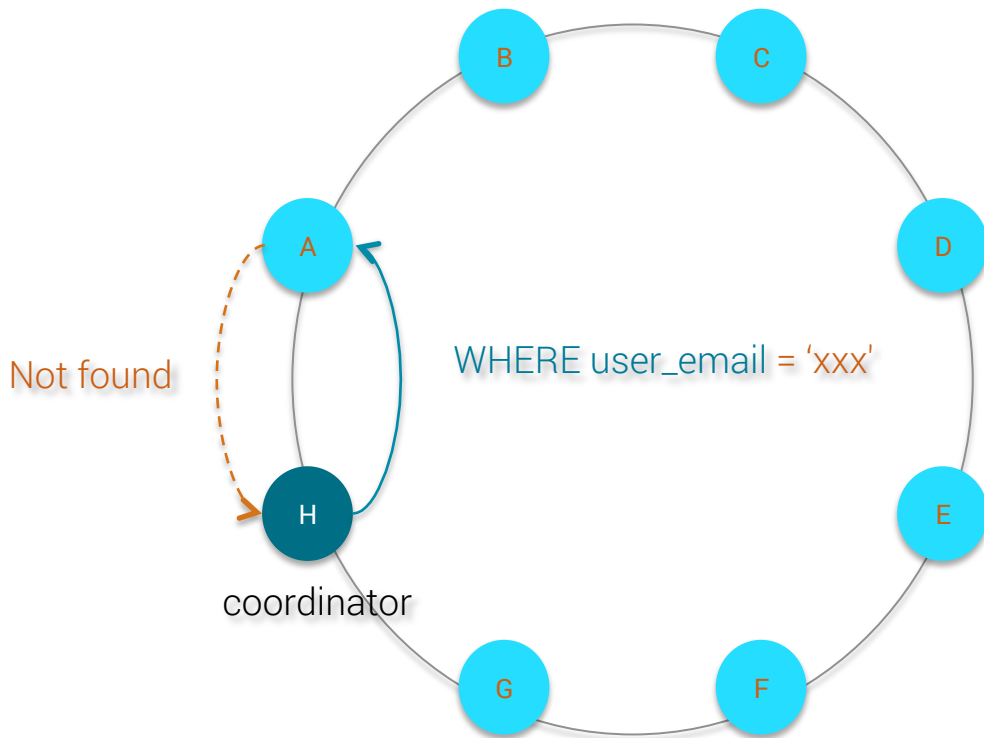 B
C
A
D
WHERE user_email = ‘xxx'
Not found
H
E
coordinator
G
F